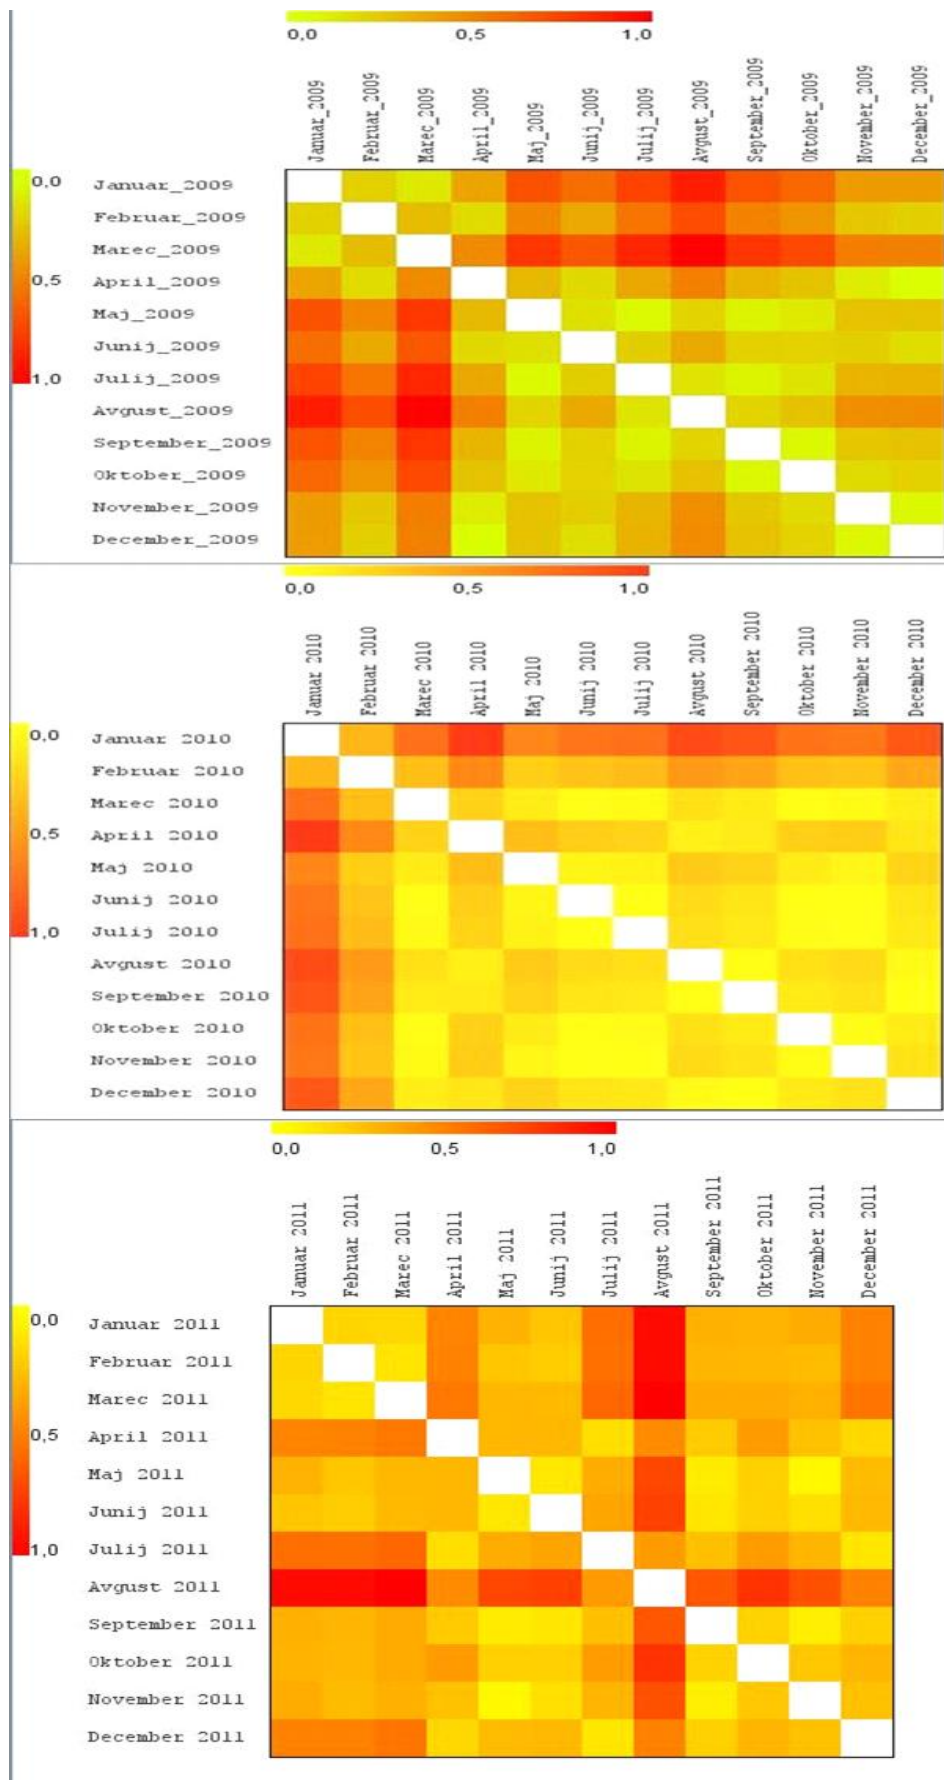 0,0 0,5 1,0
Januar_2009 Februar_2009 Marec_2009 April_2009 Maj_2009 Junij_2009 Julij_2009 Avgust_2009 September_2009 Oktober_2009 November_2009 December_2009
0.0
0.5
1.0
Januar_2009
Februar_2009
Marec_2009
April_2009
Maj_2009
Junij_2009
Julij_2009
Avgust_2009
September_2009
Oktober_2009
November_2009
December_2009
0,0 0,5 1,0
Januar 2010 Februar 2010 Marec 2010 April 2010 Maj 2010 Junij 2010 Julij 2010 Avgust 2010 September 2010 Oktober 2010 November 2010 December 2010
0.0
0.5
1,0
Januar 2010
Februar 2010
Marec 2010
April 2010
Maj 2010
Junij 2010
Julij 2010
Avgust 2010
September 2010
Oktober 2010
November 2010
December 2010
0,0 0,5 1,0
Januar 2011 Februar 2011 Marec 2011 April 2011 Maj 2011 Junij 2011 Julij 2011 Avgust 2011 September 2011 Oktober 2011 November 2011 December 2011
0,0
0,5
1,0
Januar 2011
Februar 2011
Marec 2011
April 2011
Maj 2011
Junij 2011
Julij 2011
Avgust 2011
September 2011
Oktober 2011
November 2011
December 2011